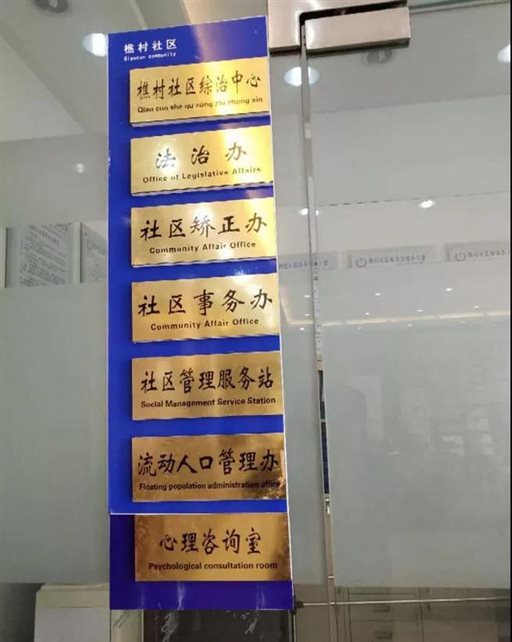 樵村社区
Qiaocun community
樵村社区综治中心
Qiao cun she qu zong zhi zhong xin
法治办
Office of Legislative Affairs
社区矫正办
Community Affair Office
社区事务办
Community Affair Office
社区管理服务站
Social Management Service Station
流动人口管理办
Floating population administration office
心理咨询室
Psychological consultation room